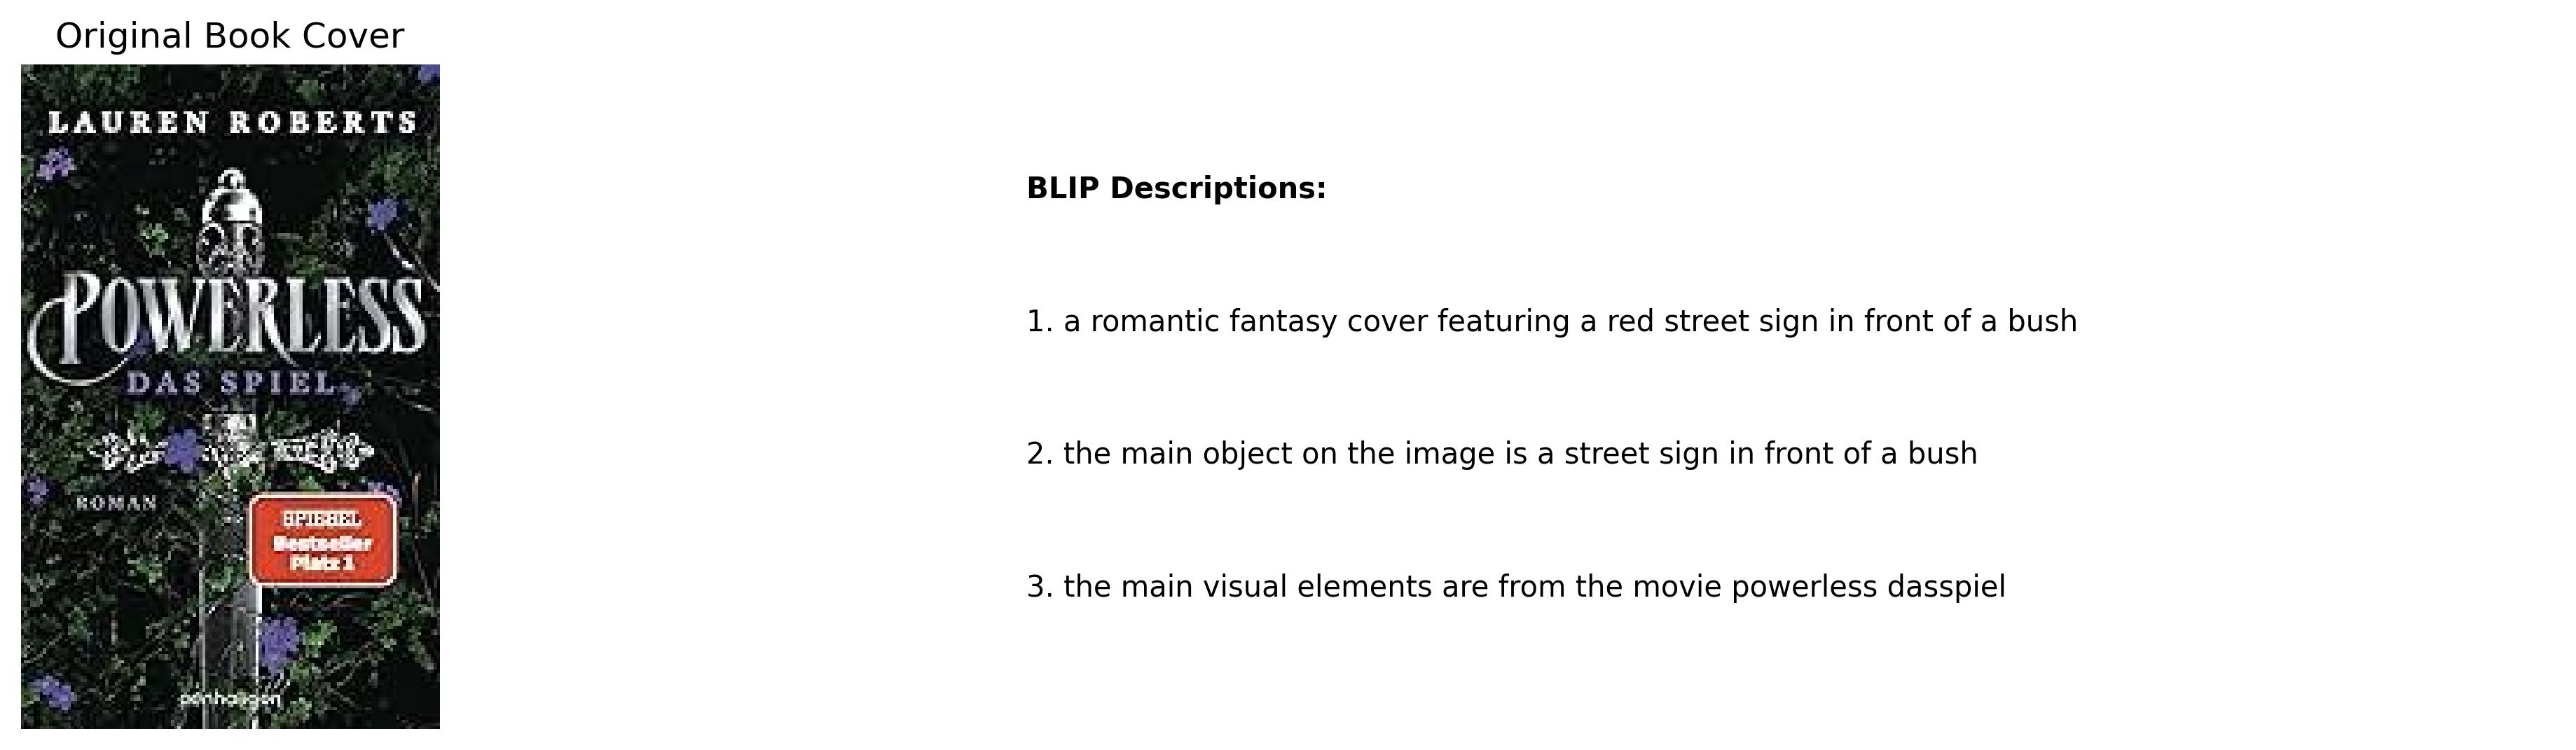 Original Book Cover
LAUREN ROBERTS
POWERLESS
DAS SPIEL
ROMAN
SPIEGEL
Bestseller
Platz 1
penhaligon
BLIP Descriptions:
1. a romantic fantasy cover featuring a red street sign in front of a bush
2. the main object on the image is a street sign in front of a bush
3. the main visual elements are from the movie powerless dasspiel